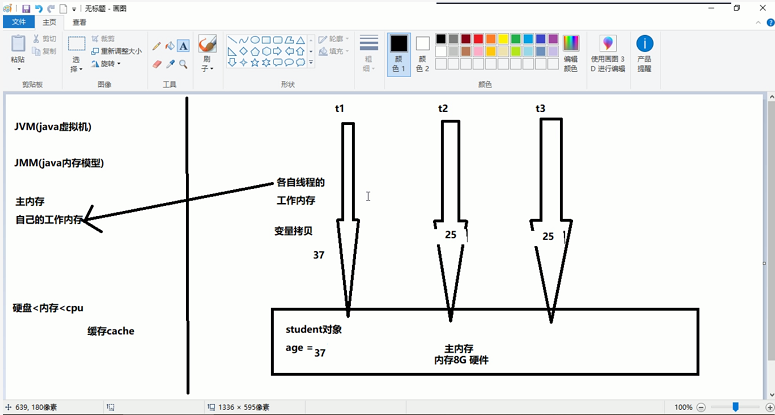 无标题 - 画图
文件
主页
查看
粘贴
剪切
复制
剪贴板
选择
裁剪
重新调整大小
旋转
图像
A
工具
刷子
形状
轮廓
填充
粗细
颜色 1
颜色 2
颜色
编辑颜色
使用画图 3D 进行编辑
产品提醒
JVM(java虚拟机)
JMM(java内存模型)
主内存
自己的工作内存
硬盘<内存<cpu
缓存cache
t1
t2
t3
各自线程的
工作内存
变量拷贝
37
25
25
student对象
age = 37
主内存
内存8G 硬件
639, 180像素
1336 × 595像素
100%